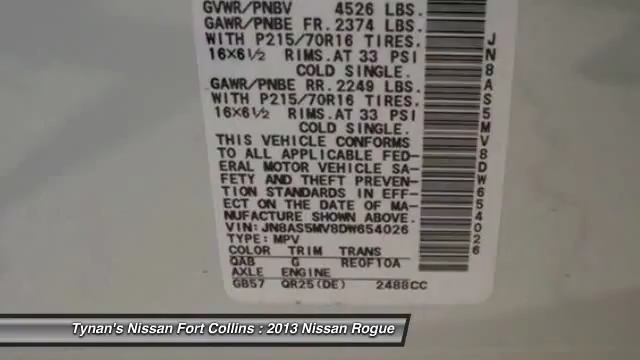 GVWR/PNBV 4526 LBS.
GAWR/PNBE FR. 2374 LBS.
WITH P215/70R16 TIRES.
16×6½ RIMS.AT 33 PSI
COLD SINGLE.
GAWR/PNBE RR. 2249 LBS.
WITH P215/70R16 TIRES.
16×6½ RIMS.AT 33 PSI
COLD SINGLE.
THIS VEHICLE CONFORMS
TO ALL APPLICABLE FED-
ERAL MOTOR VEHICLE SA-
FETY AND THEFT PREVEN-
TION STANDARDS IN EFF-
ECT ON THE DATE OF MA-
NUFACTURE SHOWN ABOVE.
VIN: JN8AS5MV8DW654026
TYPE: MPV
COLOR TRIM TRANS
QAB G RE0F10A
AXLE ENGINE
GB57 QR25(DE) 2488CC
JN8AS5MV8DW654026
Tynan's Nissan Fort Collins : 2013 Nissan Rogue